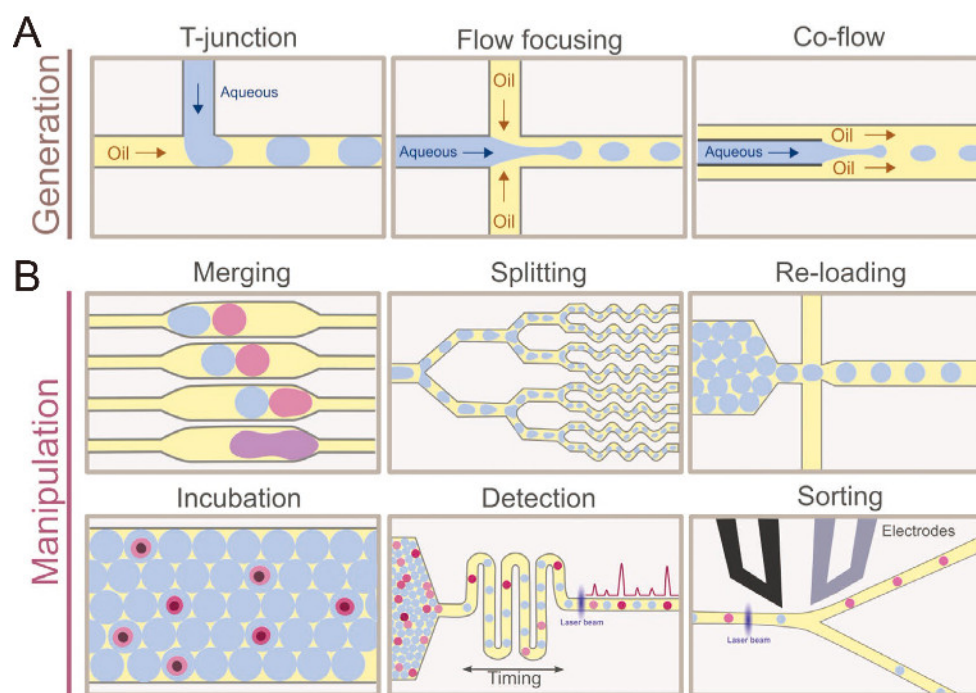 A
Generation
T-junction
Flow focusing
Co-flow
Aqueous
Oil
Oil
Aqueous
Oil
Oil
Aqueous
Oil
B
Manipulation
Merging
Splitting
Re-loading
Incubation
Detection
Sorting
Laser beam
Timing
Electrodes
Laser beam